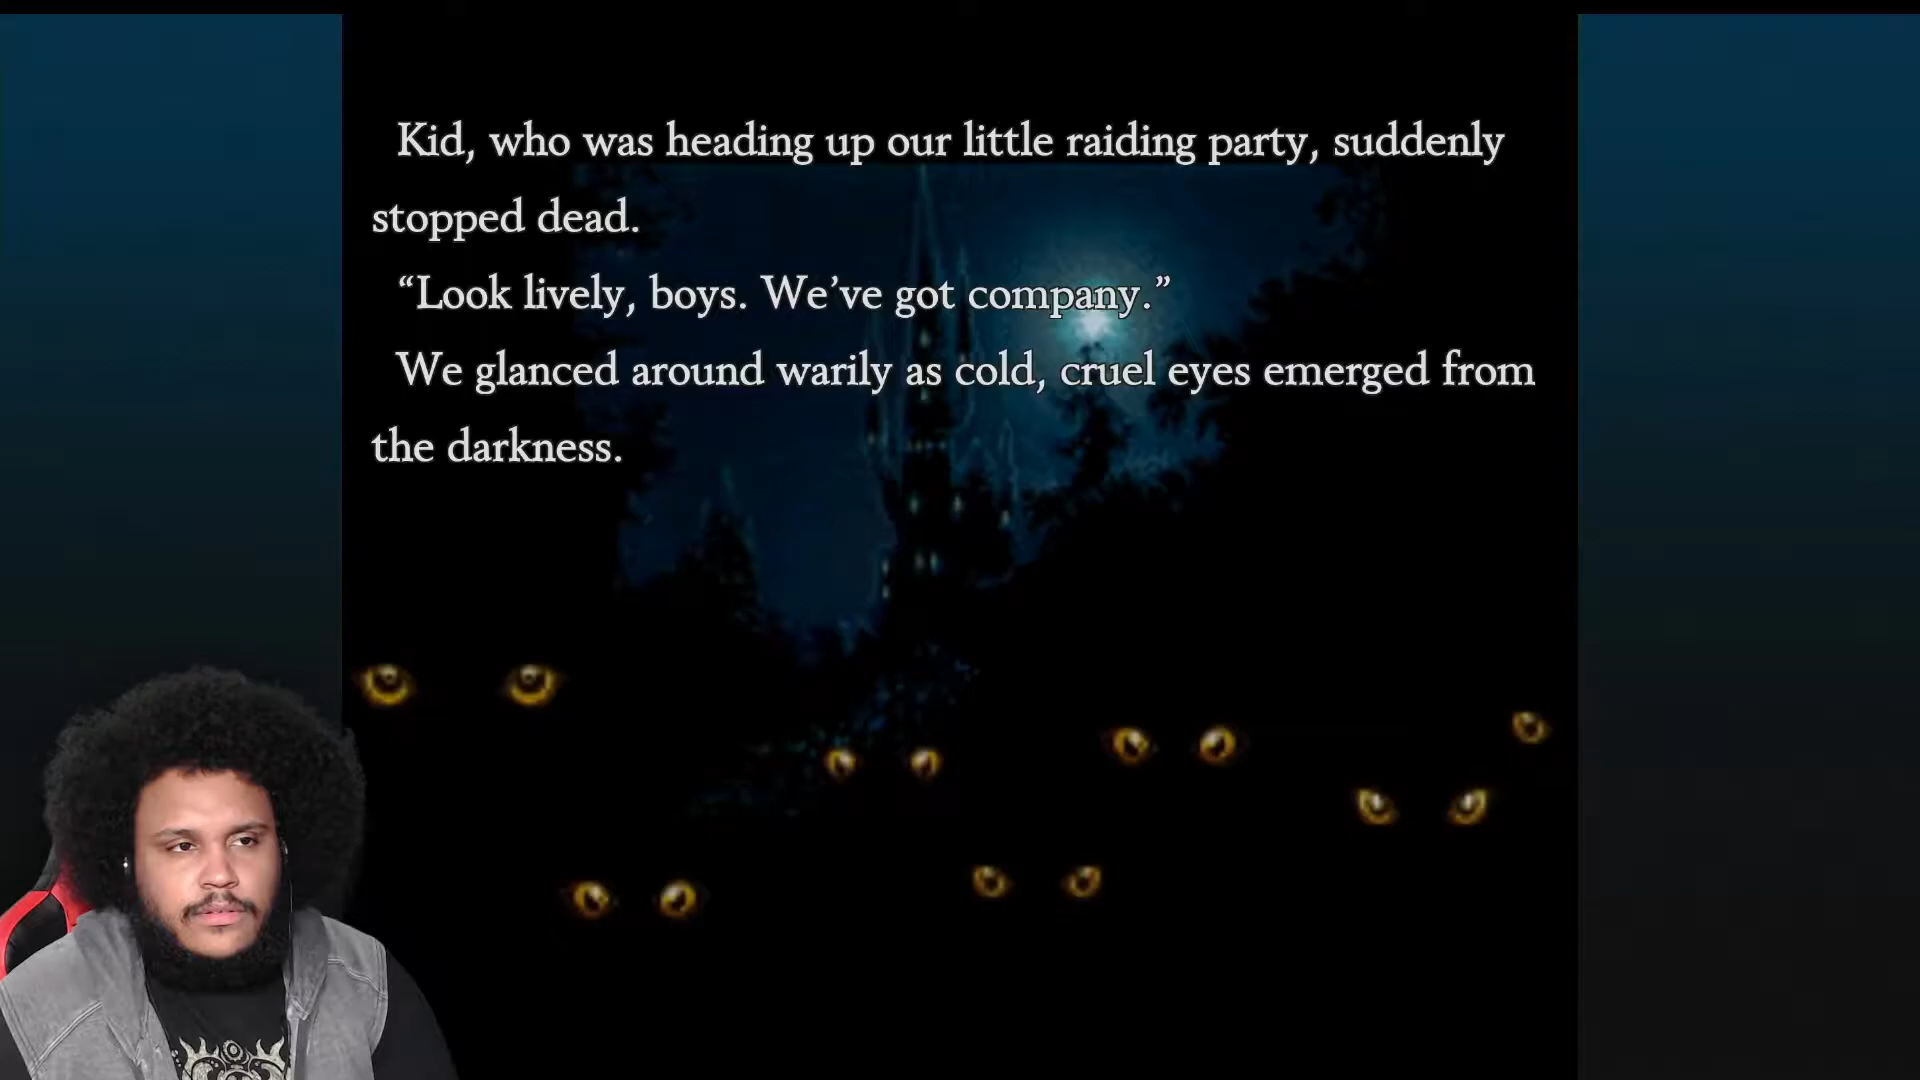 Kid, who was heading up our little raiding party, suddenly
stopped dead.
“Look lively, boys. We’ve got company.”
We glanced around warily as cold, cruel eyes emerged from
the darkness.